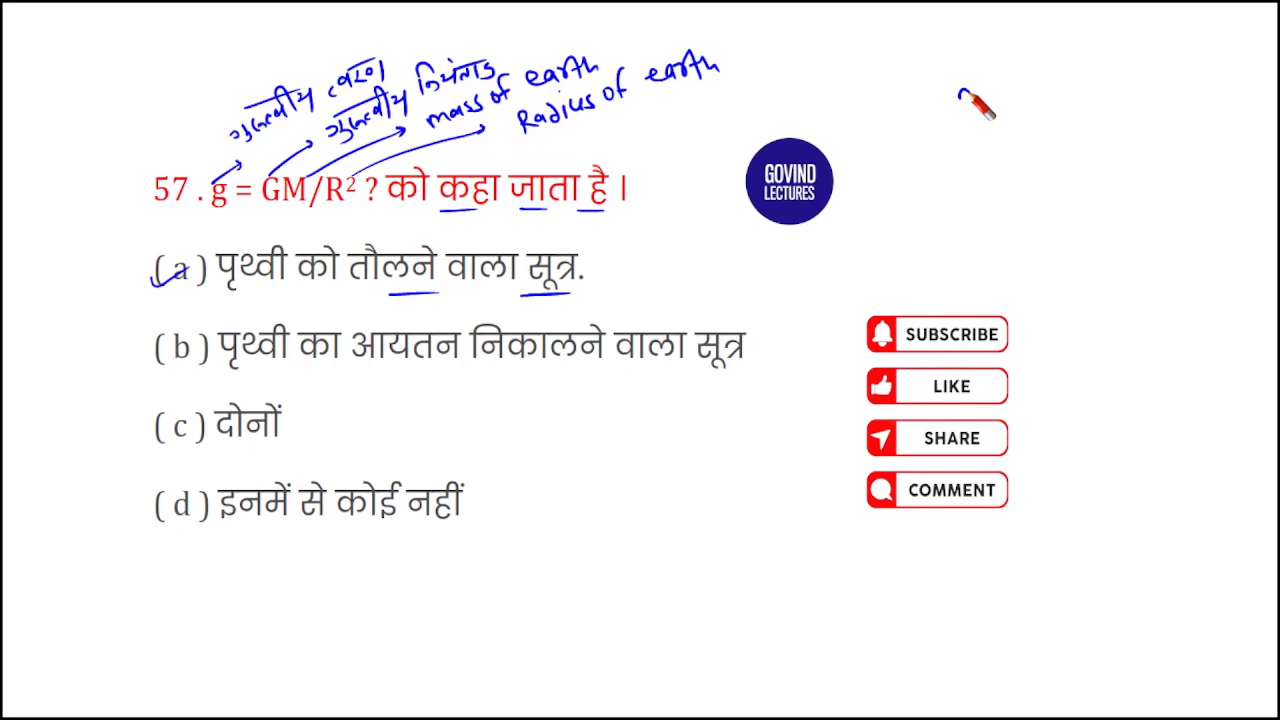 गुरुत्वीय त्वरण
गुरुत्वीय नियतांक
mass of earth
Radius of earth
57 . g = GM/R² ? को कहा जाता है ।
( a ) पृथ्वी को तौलने वाला सूत्र.
( b ) पृथ्वी का आयतन निकालने वाला सूत्र
( c ) दोनों
( d ) इनमें से कोई नहीं
GOVIND
LECTURES
SUBSCRIBE
LIKE
SHARE
COMMENT